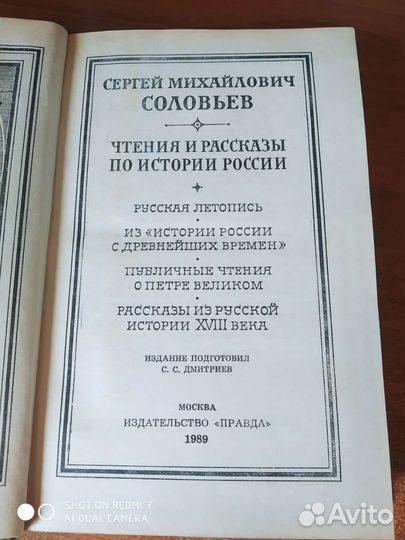 СЕРГЕЙ МИХАЙЛОВИЧ
СОЛОВЬЕВ
ЧТЕНИЯ И РАССКАЗЫ
ПО ИСТОРИИ РОССИИ
РУССКАЯ ЛЕТОПИСЬ
ИЗ «ИСТОРИИ РОССИИ
С ДРЕВНЕЙШИХ ВРЕМЕН»
ПУБЛИЧНЫЕ ЧТЕНИЯ
О ПЕТРЕ ВЕЛИКОМ
РАССКАЗЫ ИЗ РУССКОЙ
ИСТОРИИ XVIII ВЕКА
ИЗДАНИЕ ПОДГОТОВИЛ
С. С. ДМИТРИЕВ
МОСКВА
ИЗДАТЕЛЬСТВО «ПРАВДА»
1989
SHOT ON REDMI 7
AI DUAL CAMERA
Avito